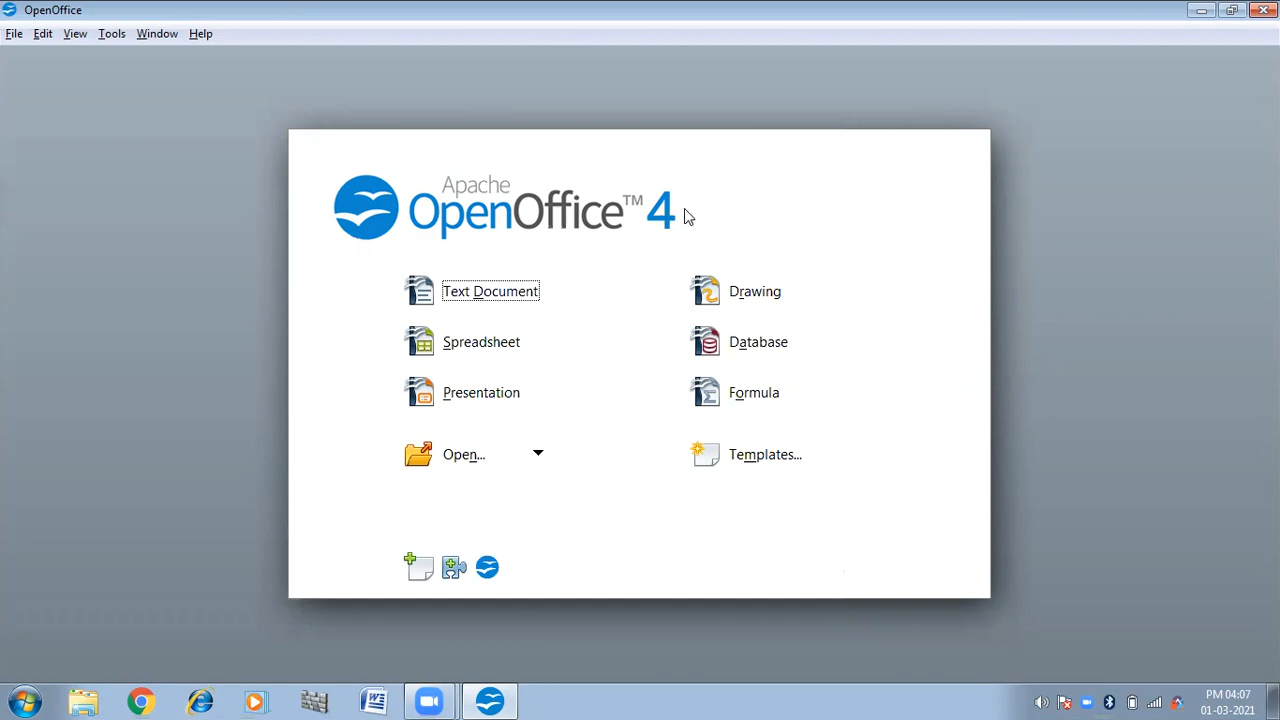 OpenOffice
File Edit View Tools Window Help
Apache
OpenOffice™ 4
Text Document
Drawing
Spreadsheet
Database
Presentation
Formula
Open...
Templates...
PM 04:07
01-03-2021